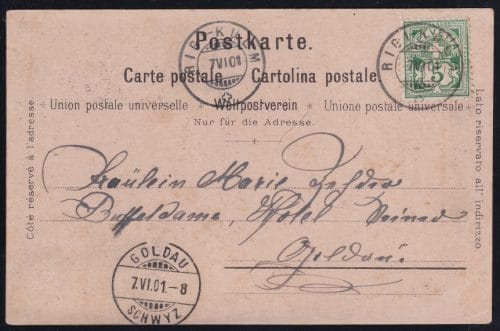 Postkarte.
RIGI-KULM
7 VI 01
RIGI-KULM
5
Carte postale. Cartolina postale.
Union postale universelle Weltpostverein Unione postale universale
Nur für die Adresse.
Côté réservé à l'adresse
Lato riservato all' indirizzo
Fräulein Marie
Buffetdame, Hotel
Goldau.
GOLDAU
7.VI.01.-8
SCHWYZ